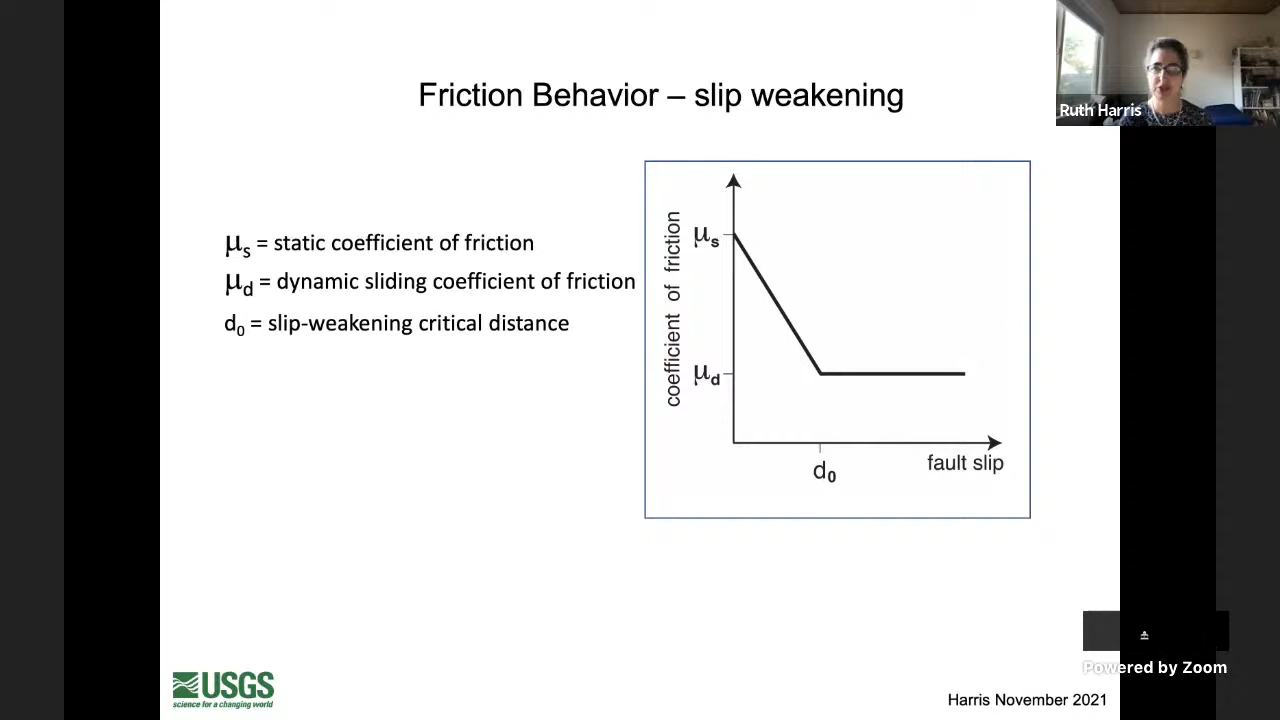 Friction Behavior – slip weakening
Ruth Harris
μs = static coefficient of friction
μd = dynamic sliding coefficient of friction
d0 = slip-weakening critical distance
coefficient of friction
μs
μd
d0
fault slip
USGS
science for a changing world
Powered by Zoom
Harris November 2021